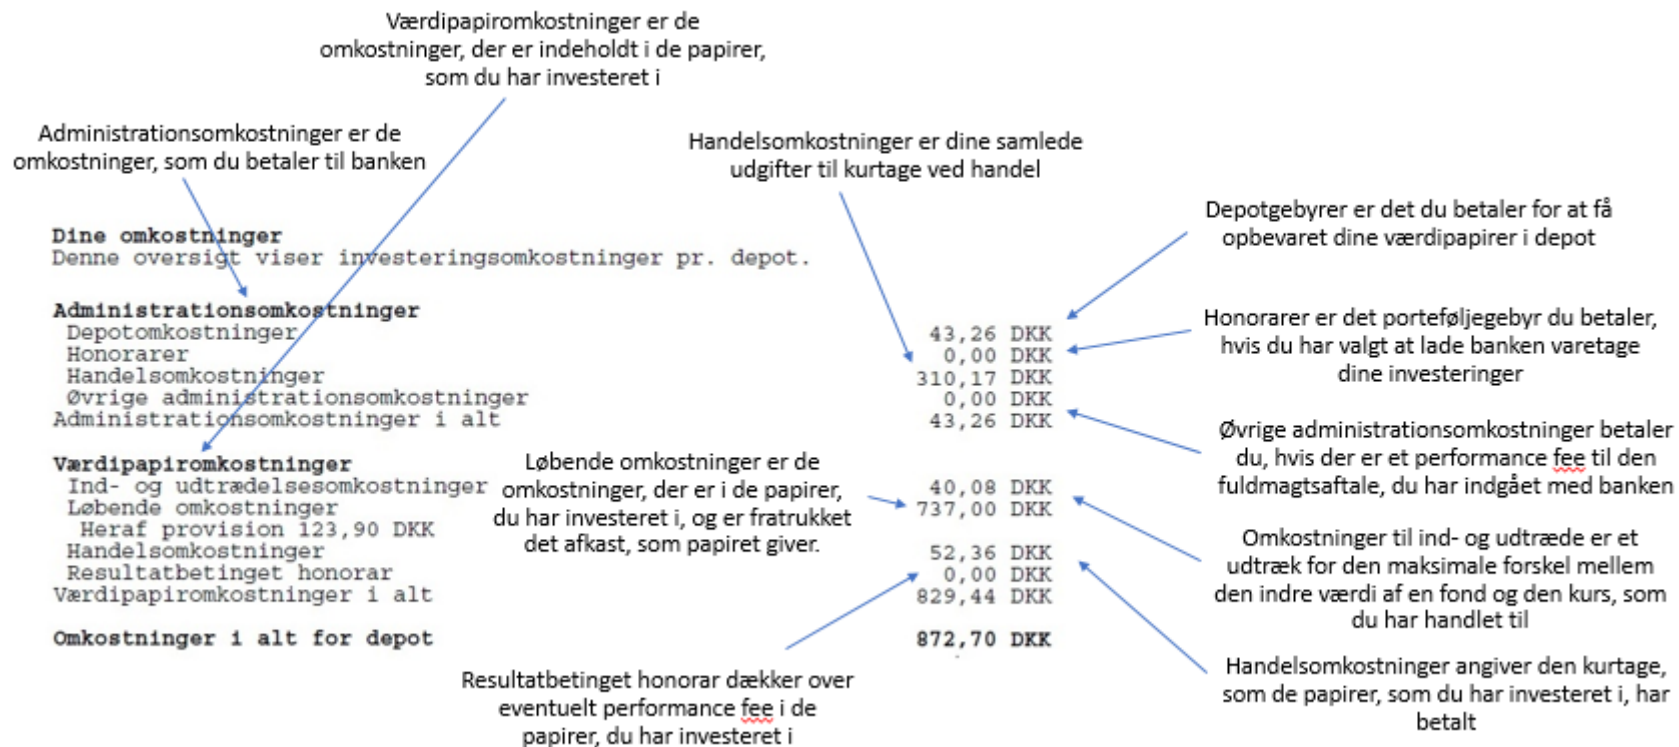 Værdipapiromkostninger er de
omkostninger, der er indeholdt i de papirer,
som du har investeret i
Administrationsomkostninger er de
omkostninger, som du betaler til banken
Handelsomkostninger er dine samlede
udgifter til kurtage ved handel
Depotgebyrer er det du betaler for at få
opbevaret dine værdipapirer i depot
Dine omkostninger
Denne oversigt viser investeringsomkostninger pr. depot.
Administrationsomkostninger
Depotomkostninger 43,26 DKK
Honorarer 0,00 DKK
Handelsomkostninger 310,17 DKK
Øvrige administrationsomkostninger 0,00 DKK
Administrationsomkostninger i alt 43,26 DKK
Honorarer er det porteføljegebyr du betaler,
hvis du har valgt at lade banken varetage
dine investeringer
Øvrige administrationsomkostninger betaler
du, hvis der er et performance fee til den
fuldmagtsaftale, du har indgået med banken
Værdipapiromkostninger
Ind- og udtrædelsesomkostninger 40,08 DKK
Løbende omkostninger 737,00 DKK
Heraf provision 123,90 DKK
Handelsomkostninger 52,36 DKK
Resultatbetinget honorar 0,00 DKK
Værdipapiromkostninger i alt 829,44 DKK
Omkostninger i alt for depot 872,70 DKK
Løbende omkostninger er de
omkostninger, der er i de papirer,
du har investeret i, og er fratrukket
det afkast, som papiret giver.
Omkostninger til ind- og udtræde er et
udtræk for den maksimale forskel mellem
den indre værdi af en fond og den kurs, som
du har handlet til
Resultatbetinget honorar dækker over
eventuelt performance fee i de
papirer, du har investeret i
Handelsomkostninger angiver den kurtage,
som de papirer, som du har investeret i, har
betalt